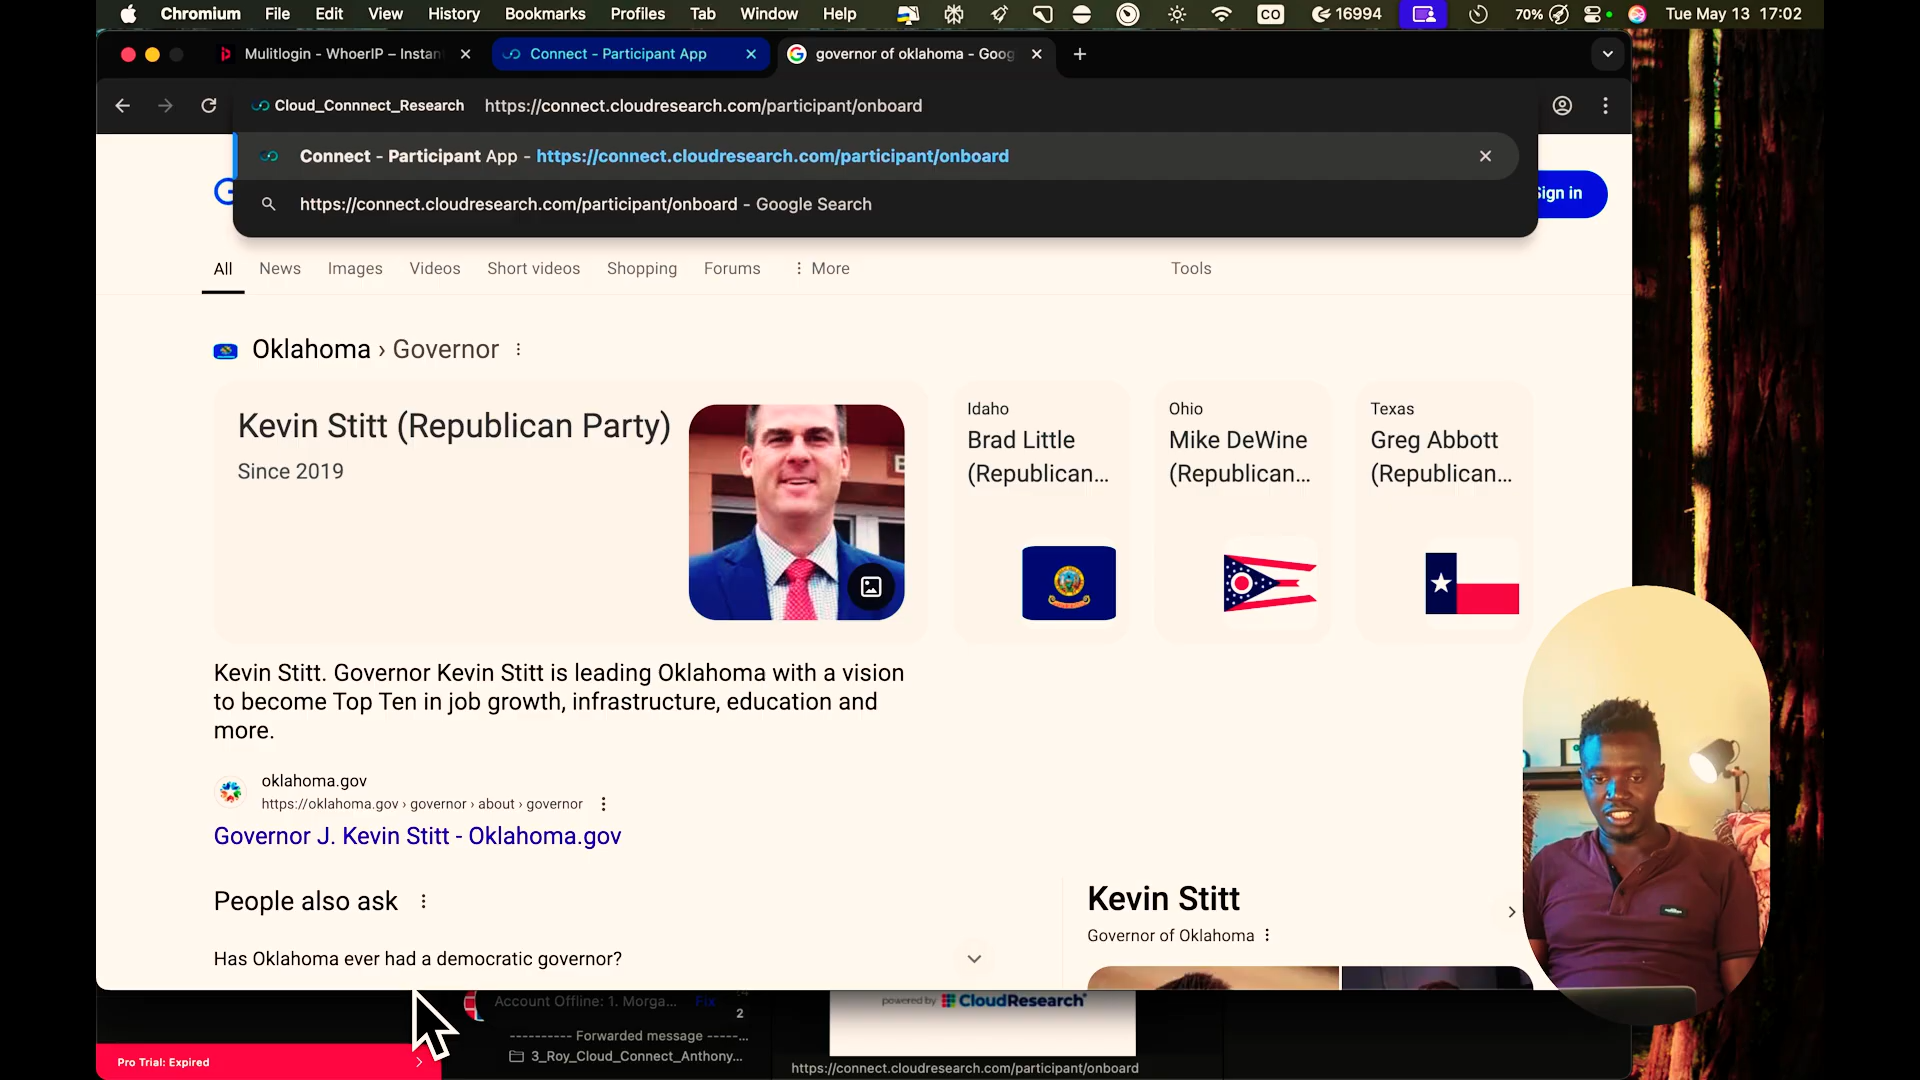 Chromium File Edit View History Bookmarks Profiles Tab Window Help CO 16994 70% Tue May 13 17:02
Mulitlogin - WhoerIP – Instan
Connect - Participant App
governor of oklahoma - Goog
Cloud_Connnect_Research https://connect.cloudresearch.com/participant/onboard
Connect - Participant App - https://connect.cloudresearch.com/participant/onboard
https://connect.cloudresearch.com/participant/onboard - Google Search
Sign in
All News Images Videos Short videos Shopping Forums More Tools
Oklahoma › Governor
Kevin Stitt (Republican Party)
Since 2019
Idaho
Brad Little
(Republican...
Ohio
Mike DeWine
(Republican...
Texas
Greg Abbott
(Republican...
Kevin Stitt. Governor Kevin Stitt is leading Oklahoma with a vision
to become Top Ten in job growth, infrastructure, education and
more.
oklahoma.gov
https://oklahoma.gov › governor › about › governor
Governor J. Kevin Stitt - Oklahoma.gov
People also ask
Has Oklahoma ever had a democratic governor?
Kevin Stitt
Governor of Oklahoma
Account Offline: 1. Morga... Fix
2
---------- Forwarded message -----...
3_Roy_Cloud_Connect_Anthony...
powered by CloudResearch
https://connect.cloudresearch.com/participant/onboard
Pro Trial: Expired